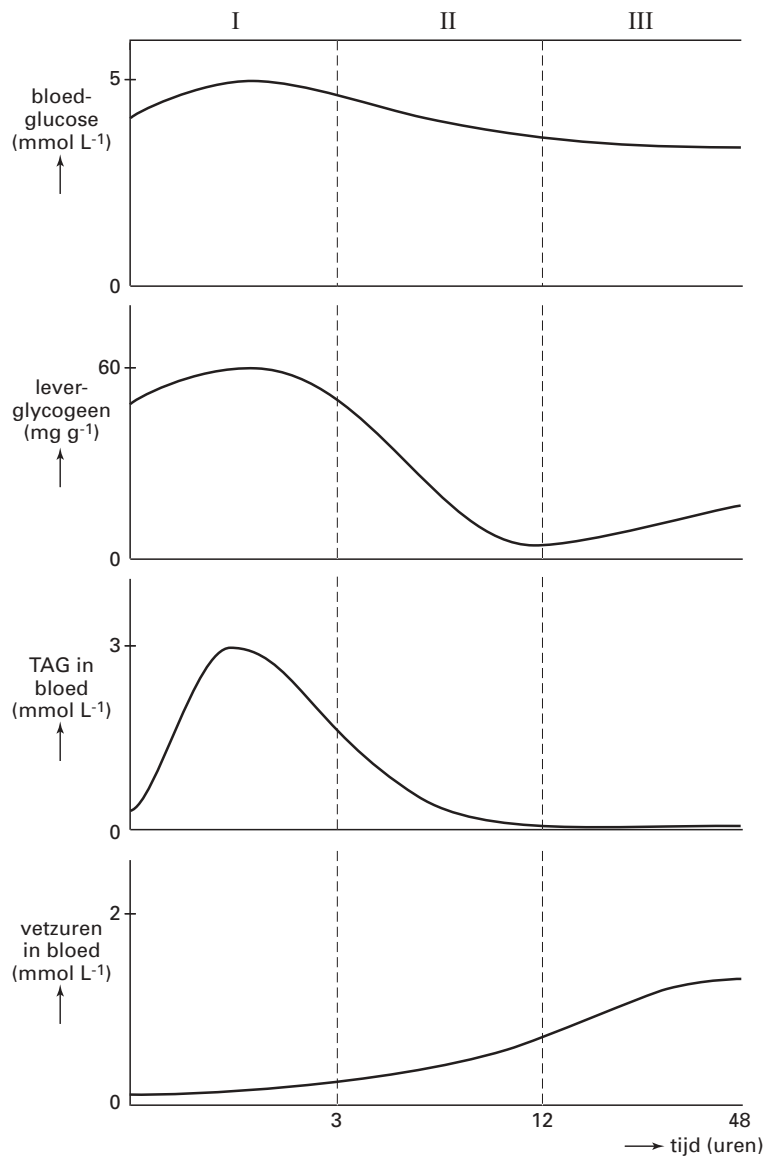 I II III
5
bloed-
glucose
(mmol L-1)
0
60
lever-
glycogeen
(mg g-1)
0
3
TAG in
bloed
(mmol L-1)
0
2
vetzuren
in bloed
(mmol L-1)
0
3 12 48
tijd (uren)